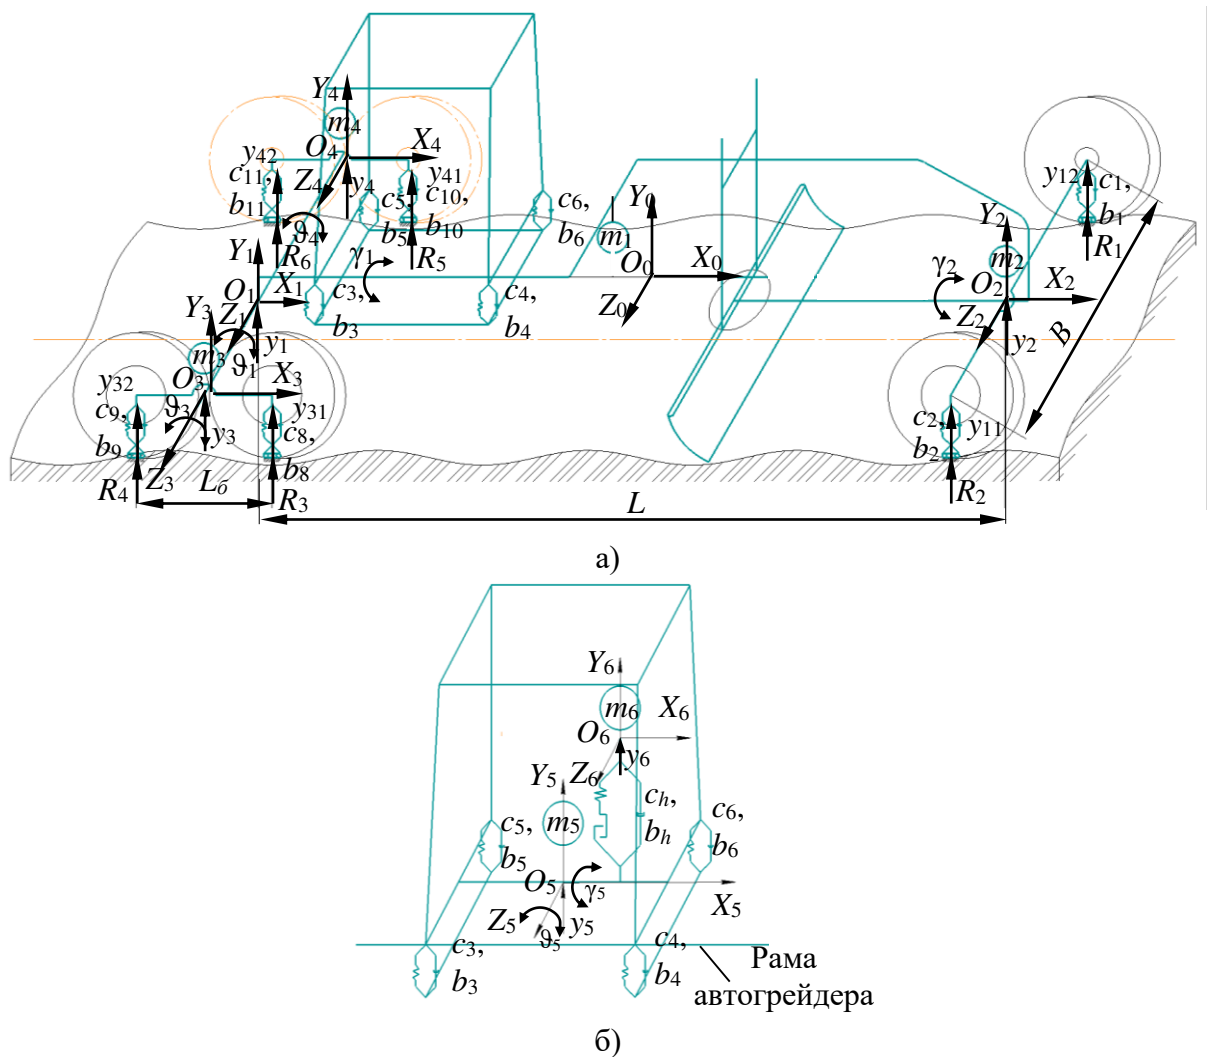 Y4
m4
O4
X4
y42
c11,
Z4
y4
y41
c10,
c5,
c6,
b11
ϑ4
b5
b10
b6
R6
R5
γ1
Y1
X1
O1
Z1
c3,
b3
c4,
b4
y1
ϑ1
Y0
m1
X0
O0
Z0
y12
c1,
b1
R1
Y2
m2
γ2
X2
O2
Z2
y2
B
Y3
m3
O3
X3
y32
ϑ3
y31
c9,
c8,
b9
y3
b8
Z3
R4
Lб
R3
c2,
y11
b2
R2
L
а)
Y6
m6
X6
O6
y6
Z6
Y5
ch,
bh
c6,
b6
c5,
b5
m5
O5
γ5
X5
Z5
ϑ5
y5
c3,
b3
c4,
b4
Рама
автогрейдера
б)